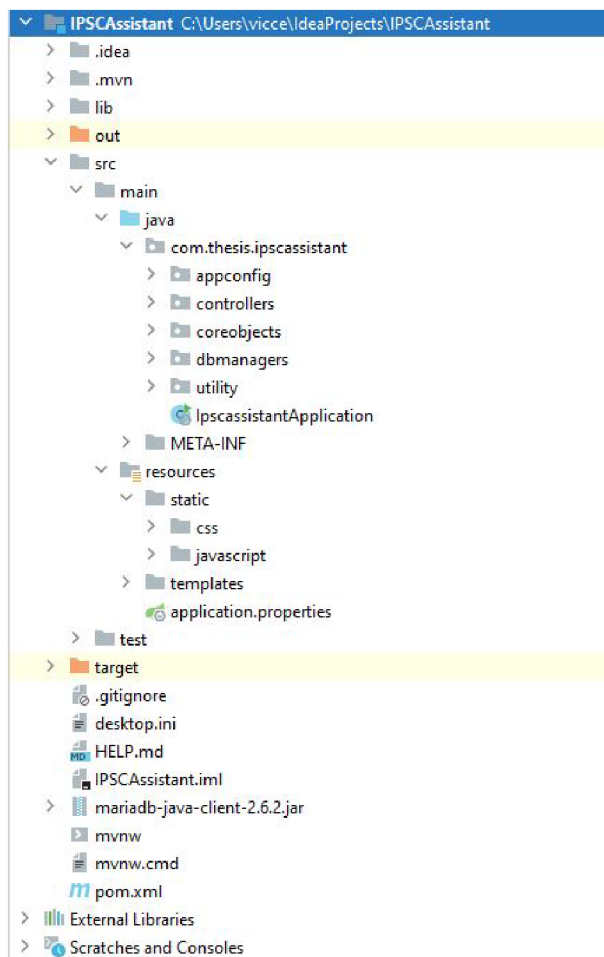 IPSCAssistant C:\Users\vicce\IdeaProjects\IPSCAssistant
.idea
.mvn
lib
out
src
main
java
com.thesis.ipscassistant
appconfig
controllers
coreobjects
dbmanagers
utility
IpscassistantApplication
META-INF
resources
static
css
javascript
templates
application.properties
test
target
.gitignore
desktop.ini
HELP.md
IPSCAssistant.iml
mariadb-java-client-2.6.2.jar
mvnw
mvnw.cmd
pom.xml
External Libraries
Scratches and Consoles